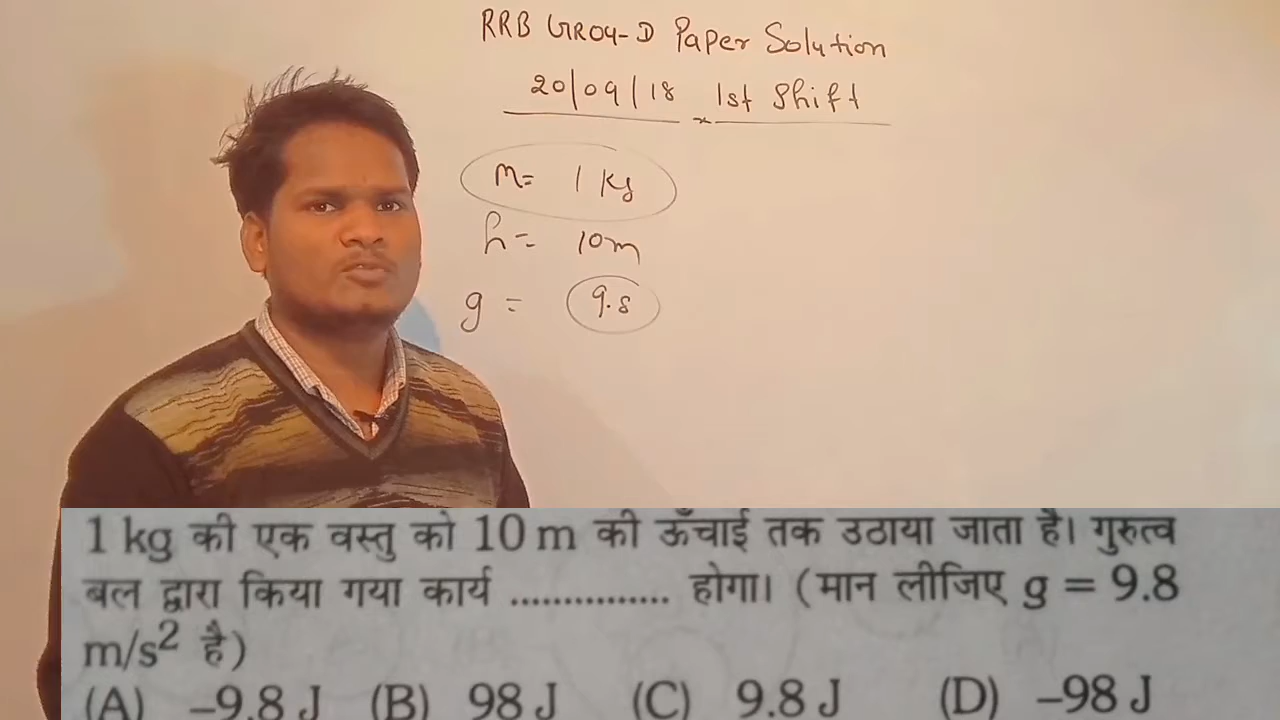 RRB GROU-D Paper Solution
20/09/18 1st Shift
m= 1 kg
h= 10m
g = 9.8
1 kg की एक वस्तु को 10 m की ऊँचाई तक उठाया जाता है। गुरुत्व
बल द्वारा किया गया कार्य ............... होगा। (मान लीजिए g = 9.8
m/s² है)
(A) –9.8 J (B) 98 J (C) 9.8 J (D) –98 J